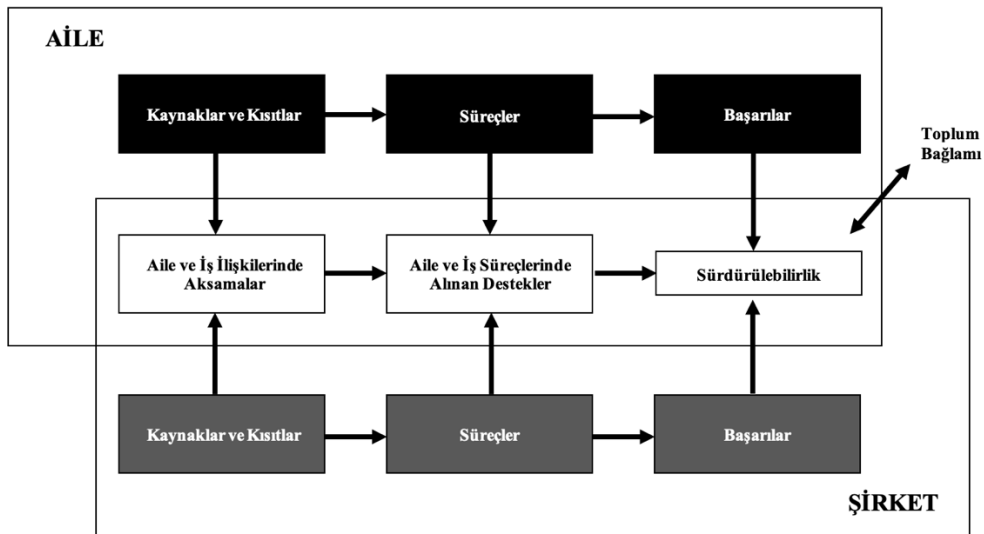 AİLE
Kaynaklar ve Kısıtlar
Süreçler
Başarılar
Toplum
Bağlamı
Aile ve İş İlişkilerinde
Aksamalar
Aile ve İş Süreçlerinde
Alınan Destekler
Sürdürülebilirlik
Kaynaklar ve Kısıtlar
Süreçler
Başarılar
ŞİRKET